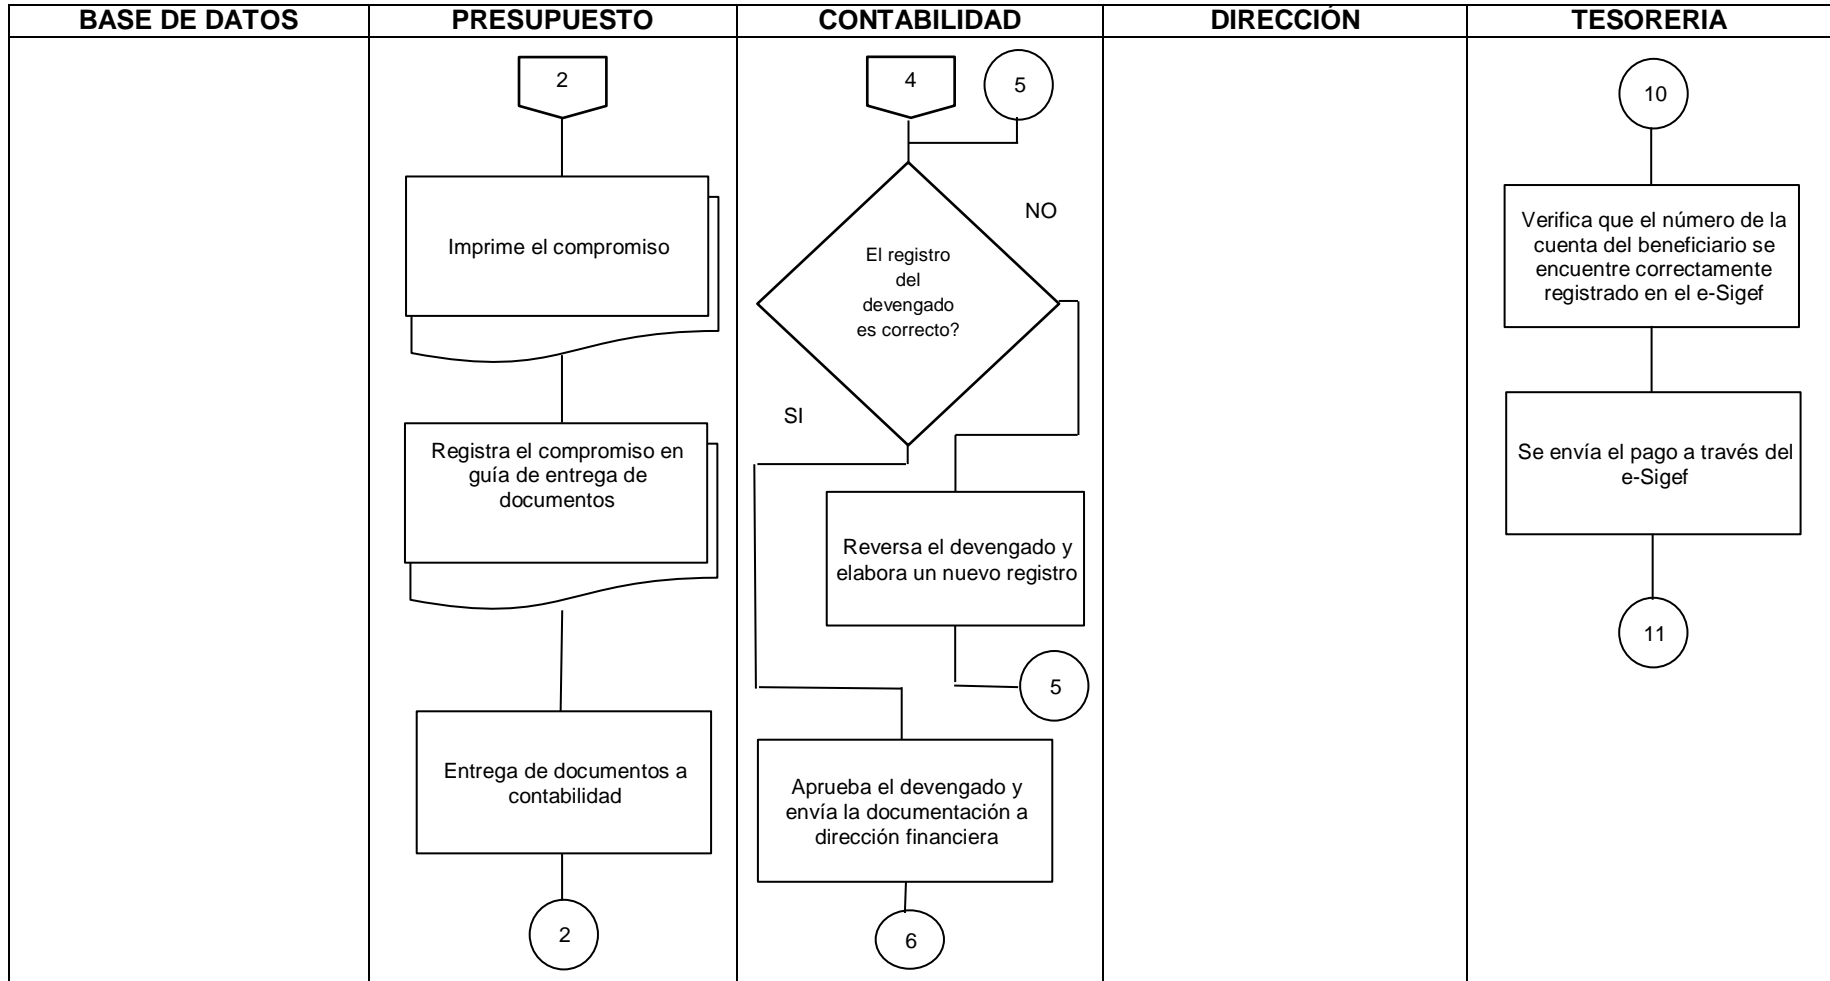 BASE DE DATOS
PRESUPUESTO
CONTABILIDAD
DIRECCIÓN
TESORERIA
2
Imprime el compromiso
Registra el compromiso en
guía de entrega de
documentos
Entrega de documentos a
contabilidad
2
4
5
NO
El registro
del
devengado
es correcto?
SI
Reversa el devengado y
elabora un nuevo registro
5
Aprueba el devengado y
envía la documentación a
dirección financiera
6
10
Verifica que el número de la
cuenta del beneficiario se
encuentre correctamente
registrado en el e-Sigef
Se envía el pago a través del
e-Sigef
11